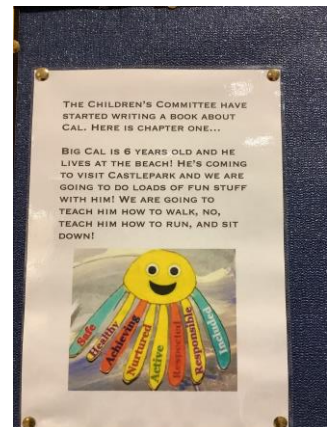 THE CHILDREN'S COMMITTEE HAVE
STARTED WRITING A BOOK ABOUT
CAL. HERE IS CHAPTER ONE...
BIG CAL IS 6 YEARS OLD AND HE
LIVES AT THE BEACH! HE'S COMING
TO VISIT CASTLEPARK AND WE ARE
GOING TO DO LOADS OF FUN STUFF
WITH HIM! WE ARE GOING TO
TEACH HIM HOW TO WALK, NO,
TEACH HIM HOW TO RUN, AND SIT
DOWN!
Safe
Healthy
Achieving
Nurtured
Active
Respected
Responsible
Included